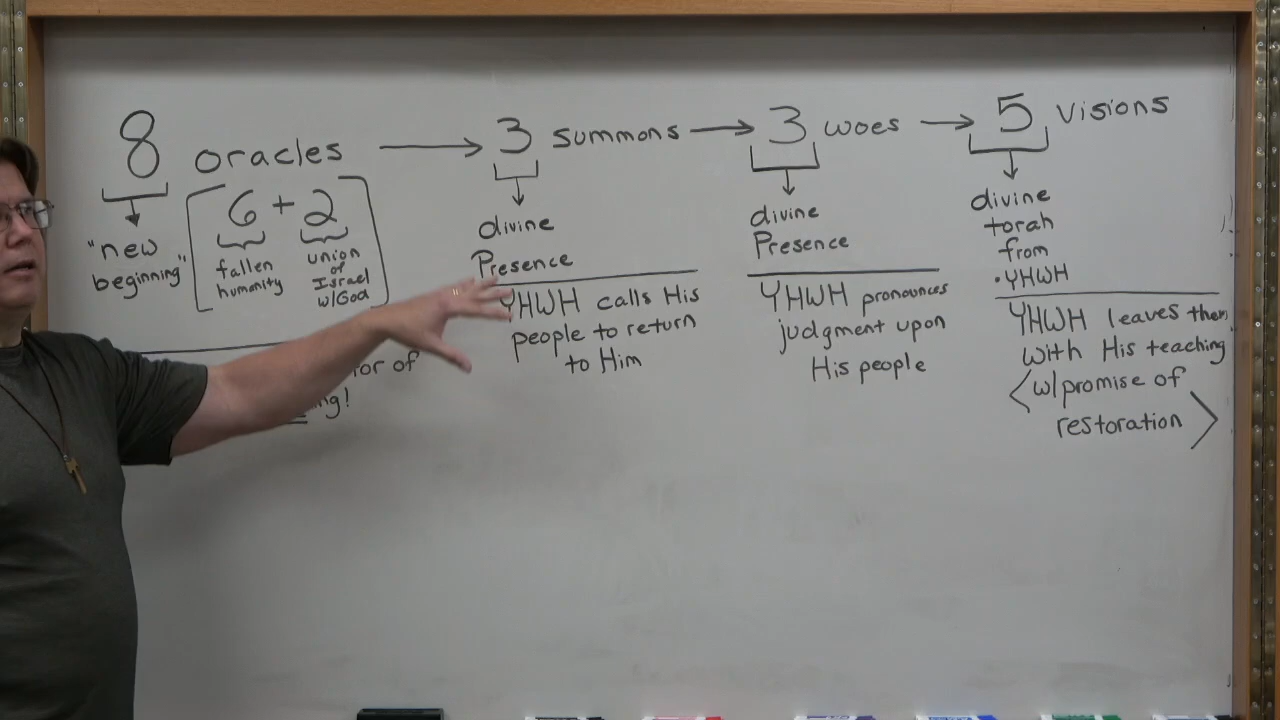 8 oracles → 3 summons → 3 woes → 5 visions
"new
beginning"
[6 + 2]
fallen
humanity
union
of
Israel
w/God
divine
Presence
YHWH calls His
people to return
to Him
divine
Presence
YHWH pronounces
judgment upon
His people
divine
torah
from
YHWH
YHWH leaves them
with His teaching
<w/promise of
restoration>
of